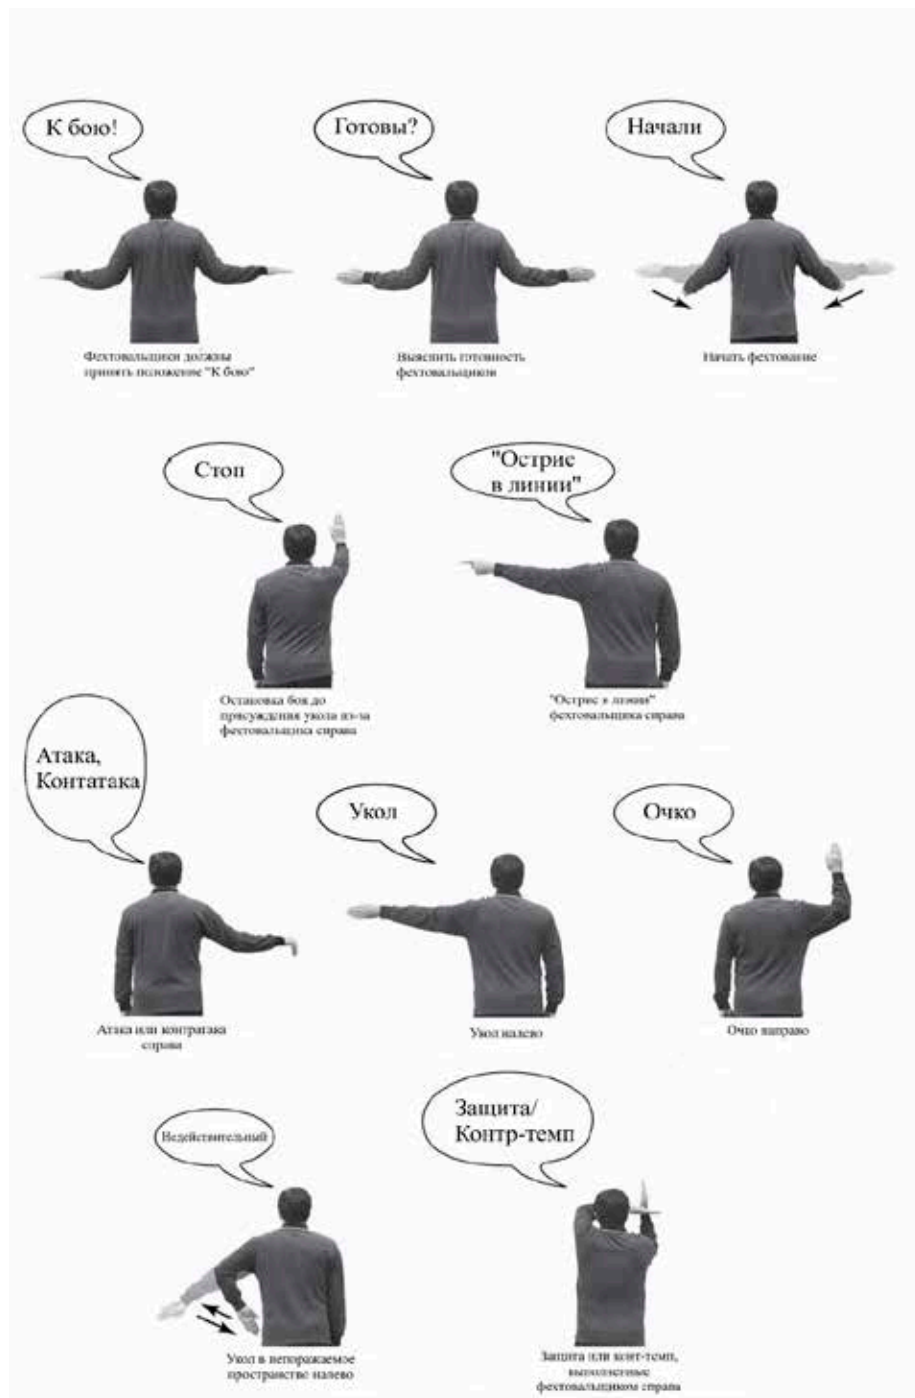 К бою!
Готовы?
Начали
Фехтовальщики должны
принять положение "К бою"
Выяснить готовность
фехтовальщиков
Начать фехтование
Стоп
"Острие
в линии"
Остановка боя до
присуждения укола из-за
фехтовальщика справа
"Острие в линии"
фехтовальщика справа
Атака,
Контатака
Укол
Очко
Атака или контратака
справа
Укол налево
Очко направо
Недействительный
Защита/
Контр-темп
Укол в непоражаемое
пространство налево
Защита или конт-темп,
выполненные
фехтовальщиком справа